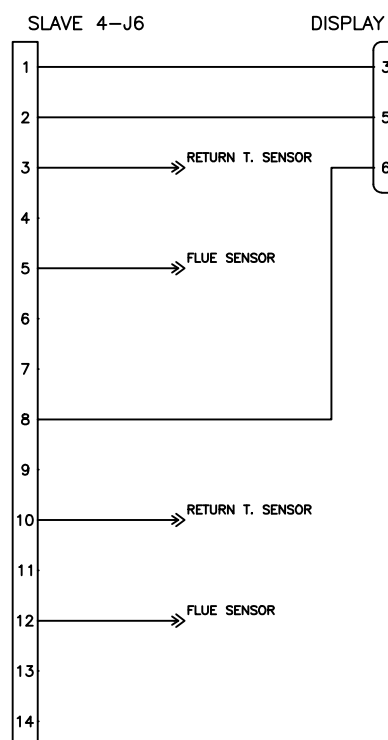 SLAVE 4-J6 DISPLAY
1 3
2 5
3 RETURN T. SENSOR 6
4
5 FLUE SENSOR
6
7
8
9
10 RETURN T. SENSOR
11
12 FLUE SENSOR
13
14